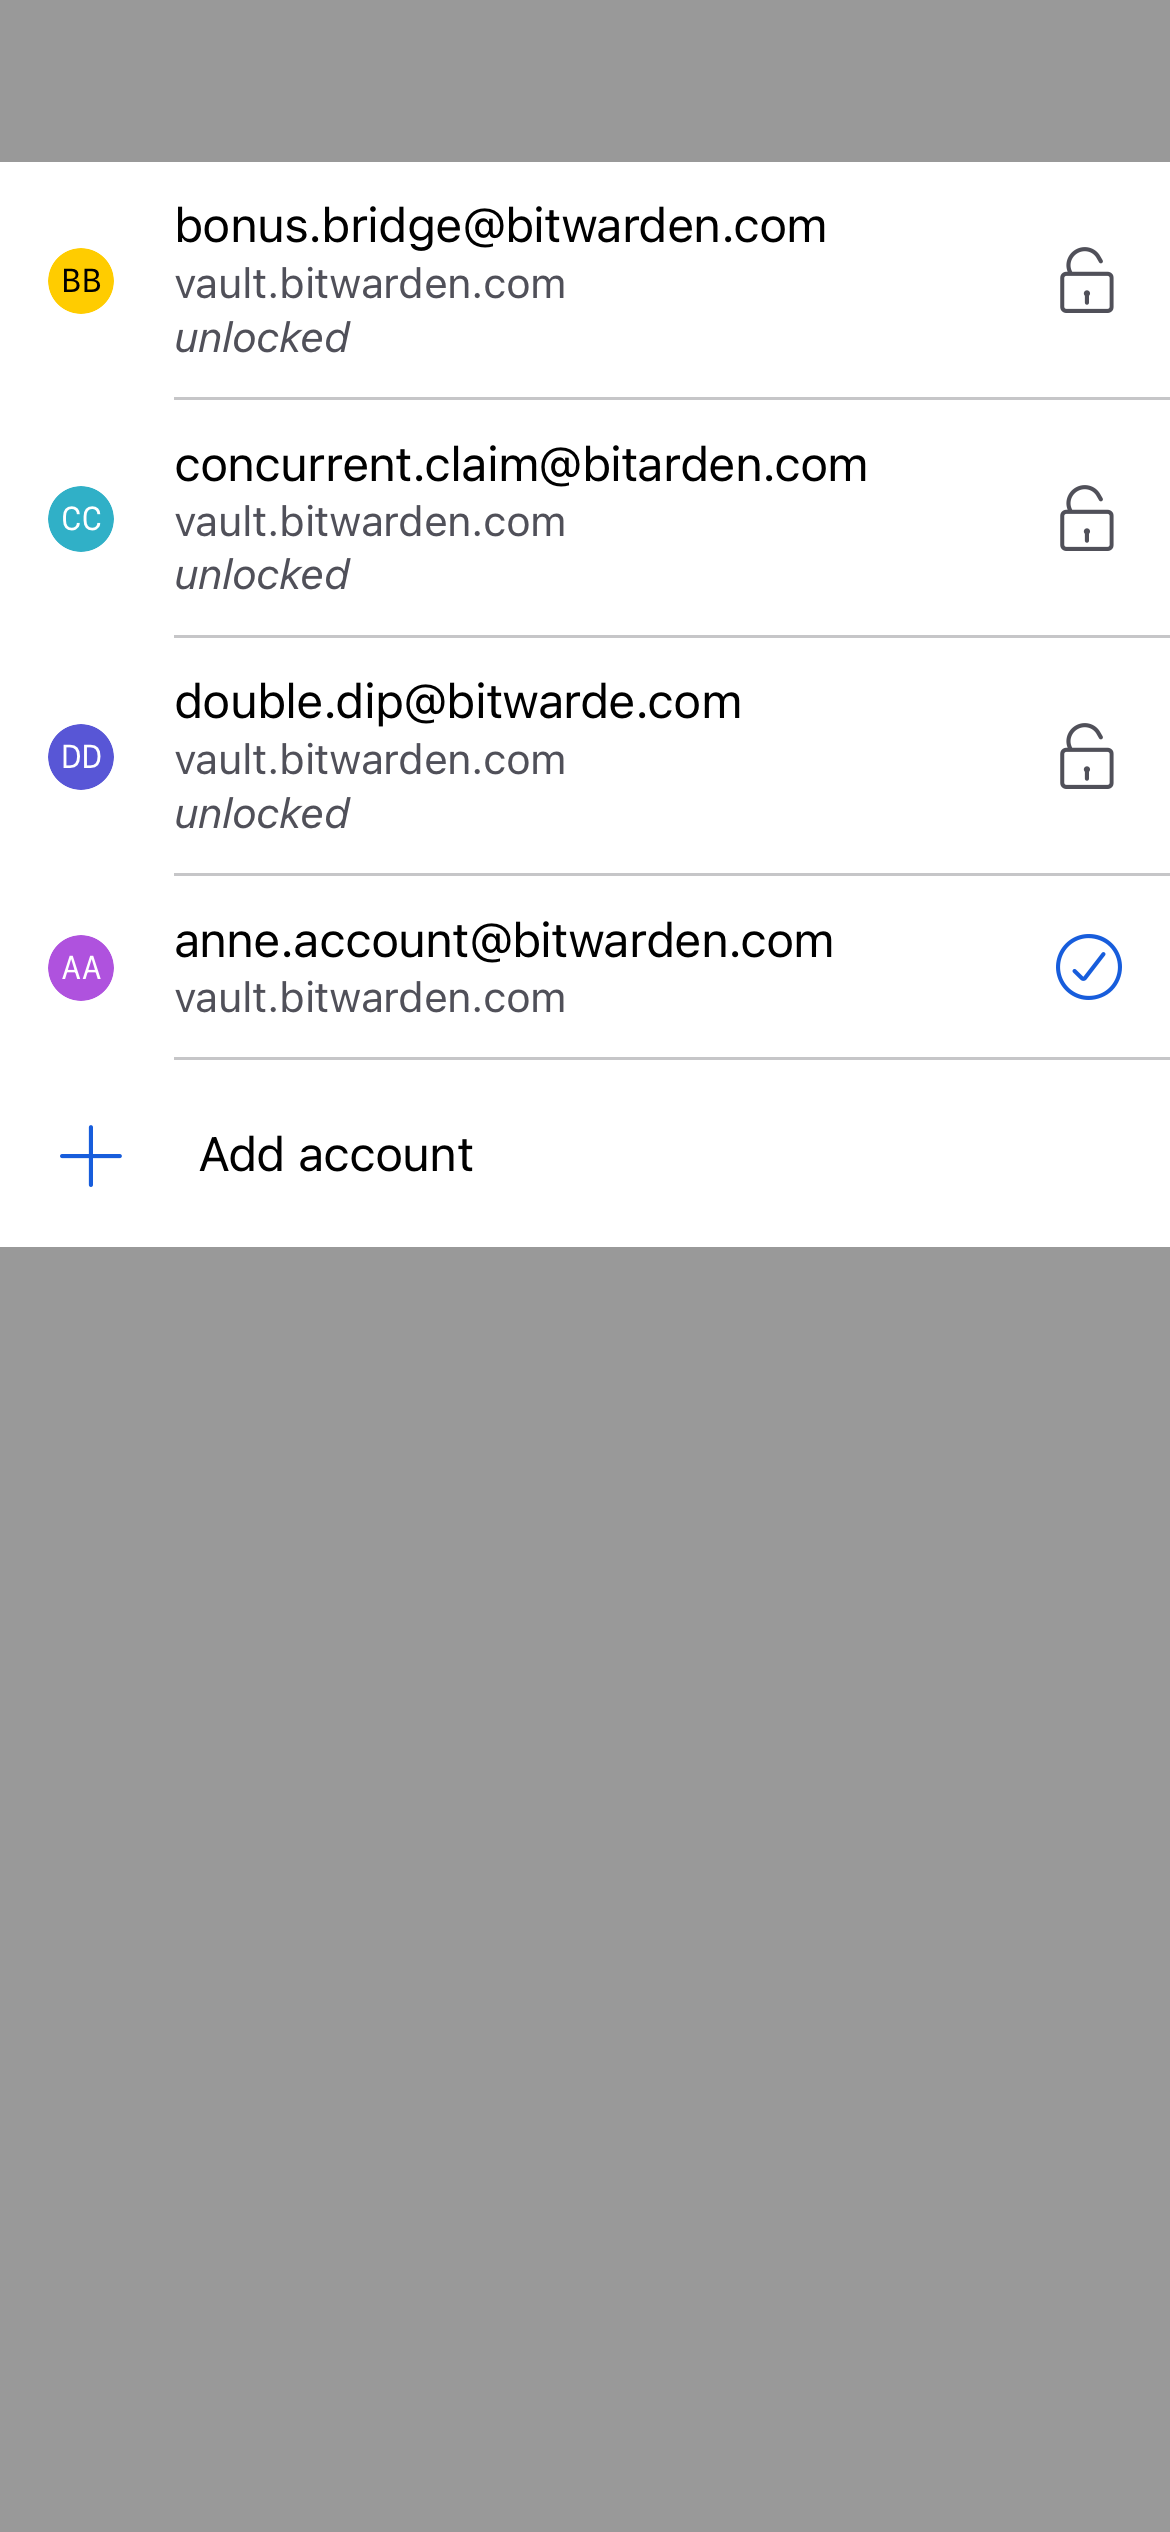 BB
bonus.bridge@bitwarden.com
vault.bitwarden.com
unlocked
CC
concurrent.claim@bitarden.com
vault.bitwarden.com
unlocked
DD
double.dip@bitwarde.com
vault.bitwarden.com
unlocked
AA
anne.account@bitwarden.com
vault.bitwarden.com
Add account